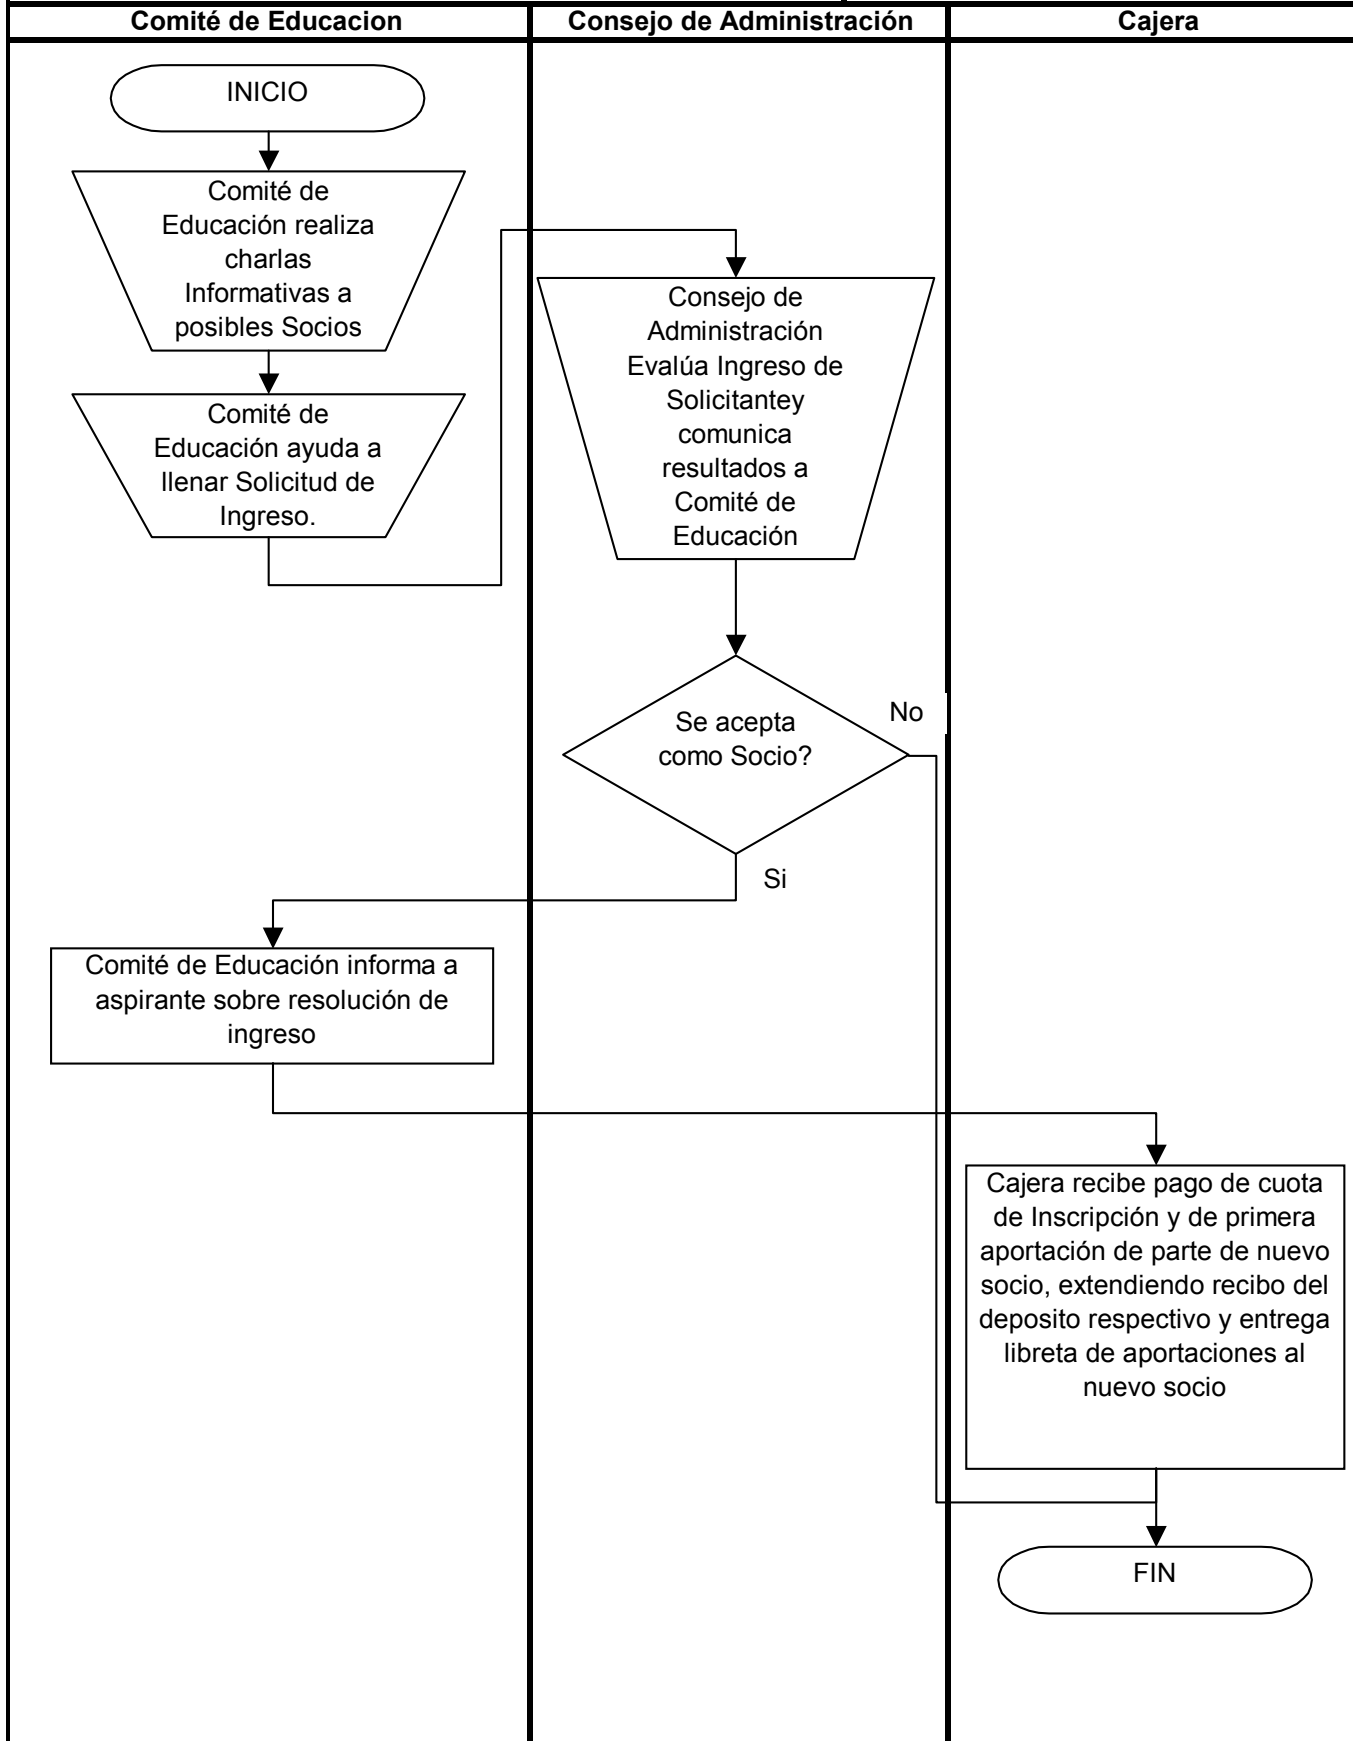 Comité de Educacion
Consejo de Administración
Cajera
INICIO
Comité de
Educación realiza
charlas
Informativas a
posibles Socios
Comité de
Educación ayuda a
llenar Solicitud de
Ingreso.
Consejo de
Administración
Evalúa Ingreso de
Solicitantey
comunica
resultados a
Comité de
Educación
Se acepta
como Socio?
No
Si
Comité de Educación informa a
aspirante sobre resolución de
ingreso
Cajera recibe pago de cuota
de Inscripción y de primera
aportación de parte de nuevo
socio, extendiendo recibo del
deposito respectivo y entrega
libreta de aportaciones al
nuevo socio
FIN